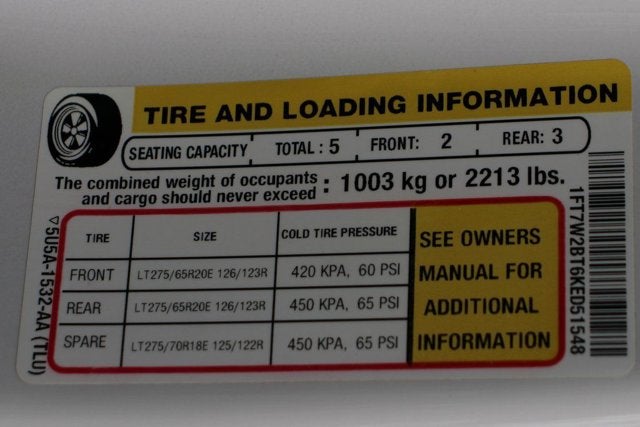 TIRE AND LOADING INFORMATION
SEATING CAPACITY TOTAL : 5 FRONT: 2 REAR: 3
The combined weight of occupants
and cargo should never exceed : 1003 kg or 2213 lbs.
TIRE SIZE COLD TIRE PRESSURE
FRONT LT275/65R20E 126/123R 420 KPA, 60 PSI
REAR LT275/65R20E 126/123R 450 KPA, 65 PSI
SPARE LT275/70R18E 125/122R 450 KPA, 65 PSI
SEE OWNERS
MANUAL FOR
ADDITIONAL
INFORMATION
▽5U5A-1532-AA (TLU)
1FT7W2BT6KED51548